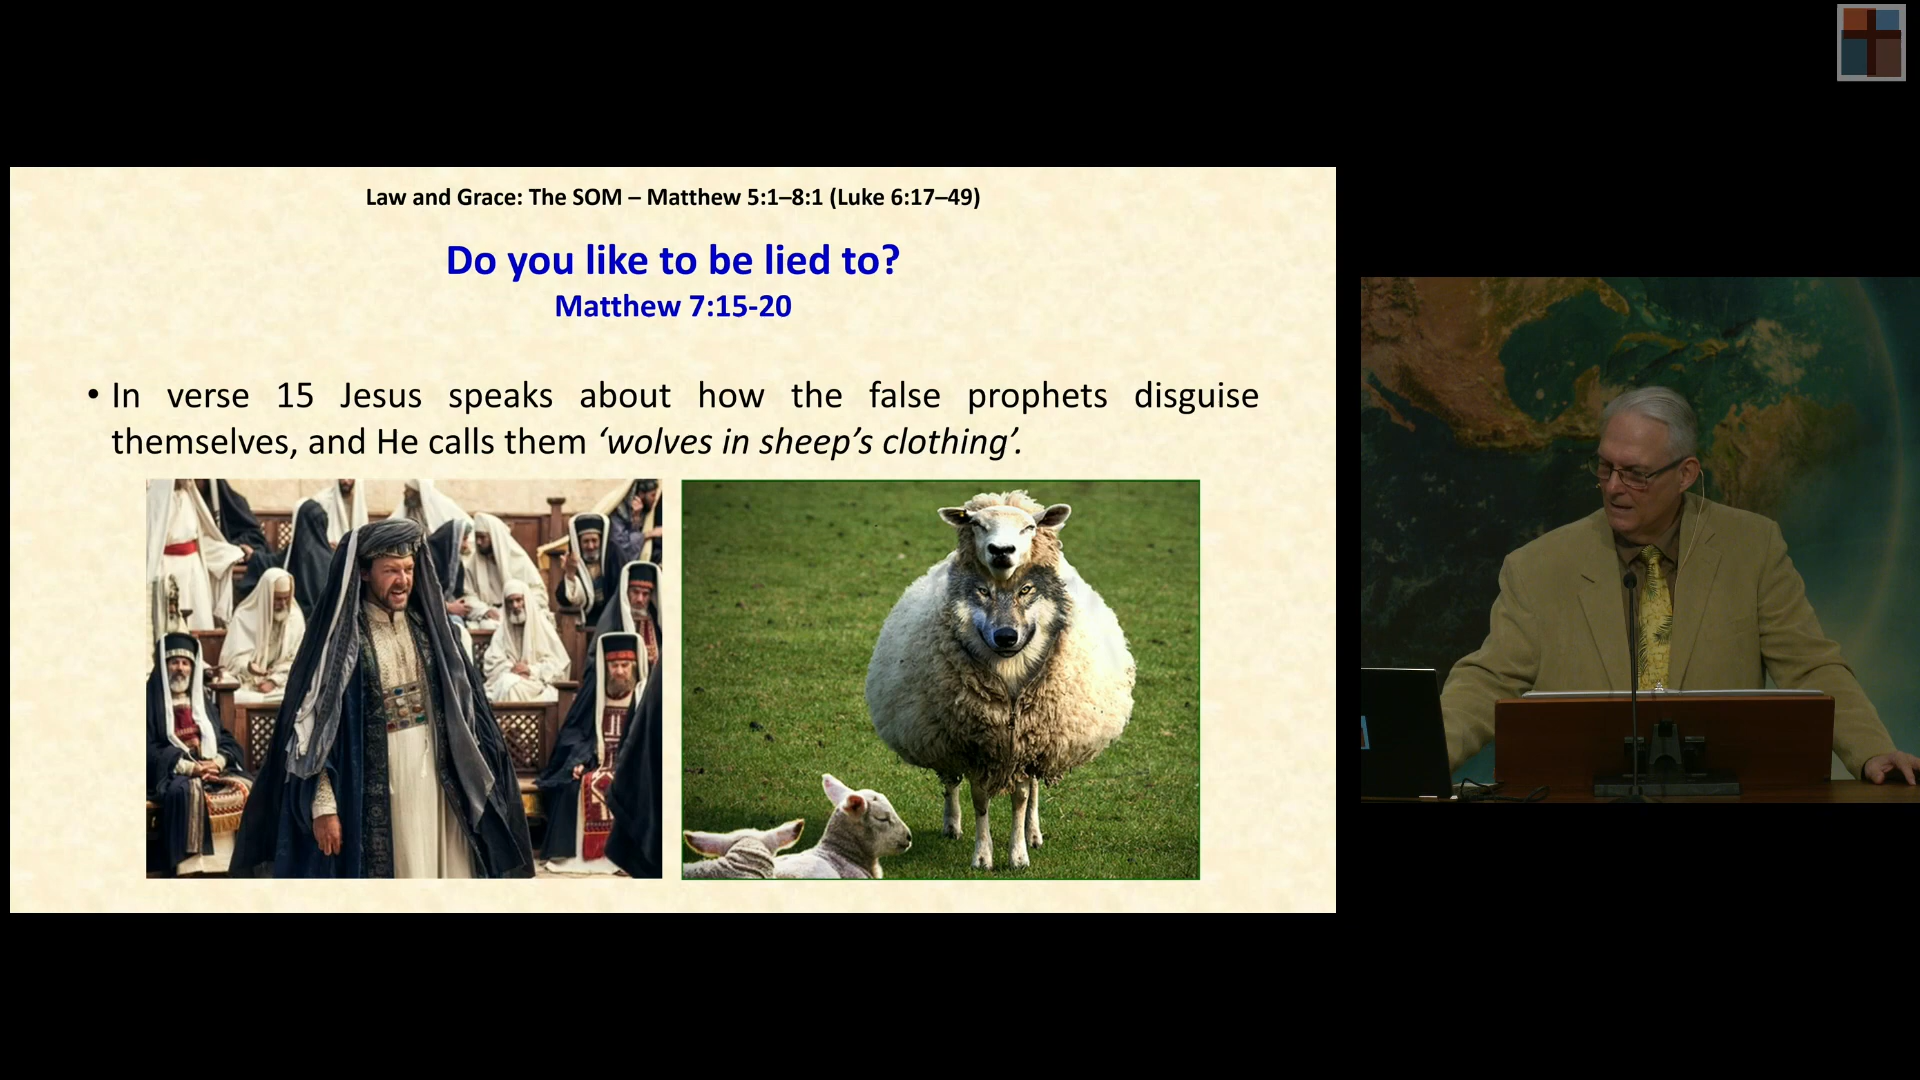 Law and Grace: The SOM – Matthew 5:1–8:1 (Luke 6:17–49)
Do you like to be lied to?
Matthew 7:15-20
• In verse 15 Jesus speaks about how the false prophets disguise
themselves, and He calls them ‘wolves in sheep’s clothing’.